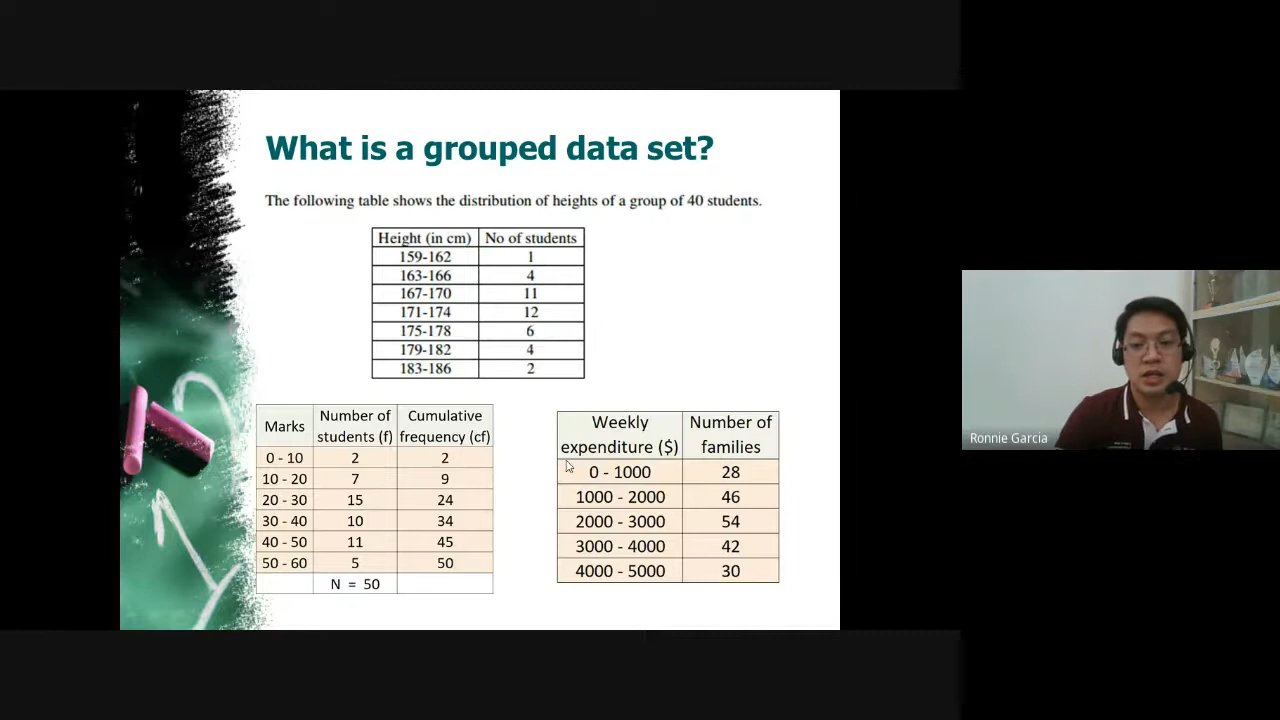 What is a grouped data set?
The following table shows the distribution of heights of a group of 40 students.
Height (in cm) No of students
159-162 1
163-166 4
167-170 11
171-174 12
175-178 6
179-182 4
183-186 2
Marks Number of students (f) Cumulative frequency (cf)
0 - 10 2 2
10 - 20 7 9
20 - 30 15 24
30 - 40 10 34
40 - 50 11 45
50 - 60 5 50
N = 50
Weekly expenditure ($) Number of families
0 - 1000 28
1000 - 2000 46
2000 - 3000 54
3000 - 4000 42
4000 - 5000 30
Ronnie Garcia